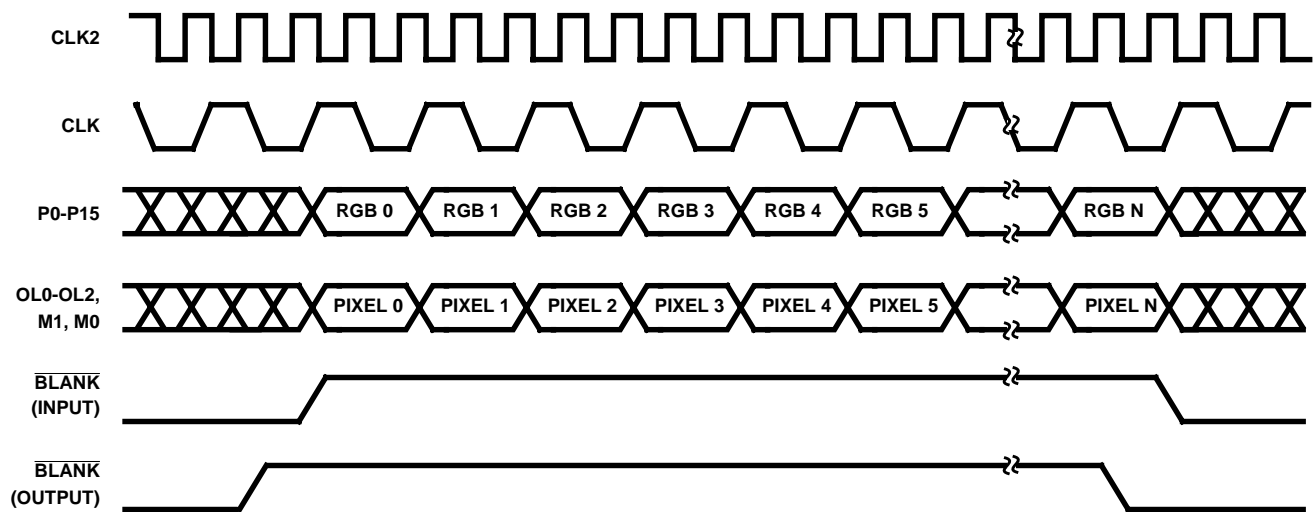 CLK2
CLK
P0-P15
RGB 0 RGB 1 RGB 2 RGB 3 RGB 4 RGB 5 RGB N
OL0-OL2,
M1, M0
PIXEL 0 PIXEL 1 PIXEL 2 PIXEL 3 PIXEL 4 PIXEL 5 PIXEL N
BLANK
(INPUT)
BLANK
(OUTPUT)